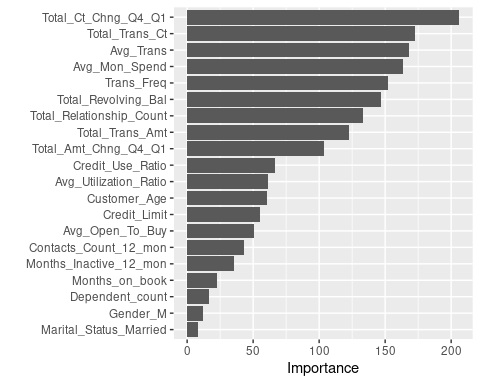 Total_Ct_Chng_Q4_Q1
Total_Trans_Ct
Avg_Trans
Avg_Mon_Spend
Trans_Freq
Total_Revolving_Bal
Total_Relationship_Count
Total_Trans_Amt
Total_Amt_Chng_Q4_Q1
Credit_Use_Ratio
Avg_Utilization_Ratio
Customer_Age
Credit_Limit
Avg_Open_To_Buy
Contacts_Count_12_mon
Months_Inactive_12_mon
Months_on_book
Dependent_count
Gender_M
Marital_Status_Married
0 50 100 150 200
Importance